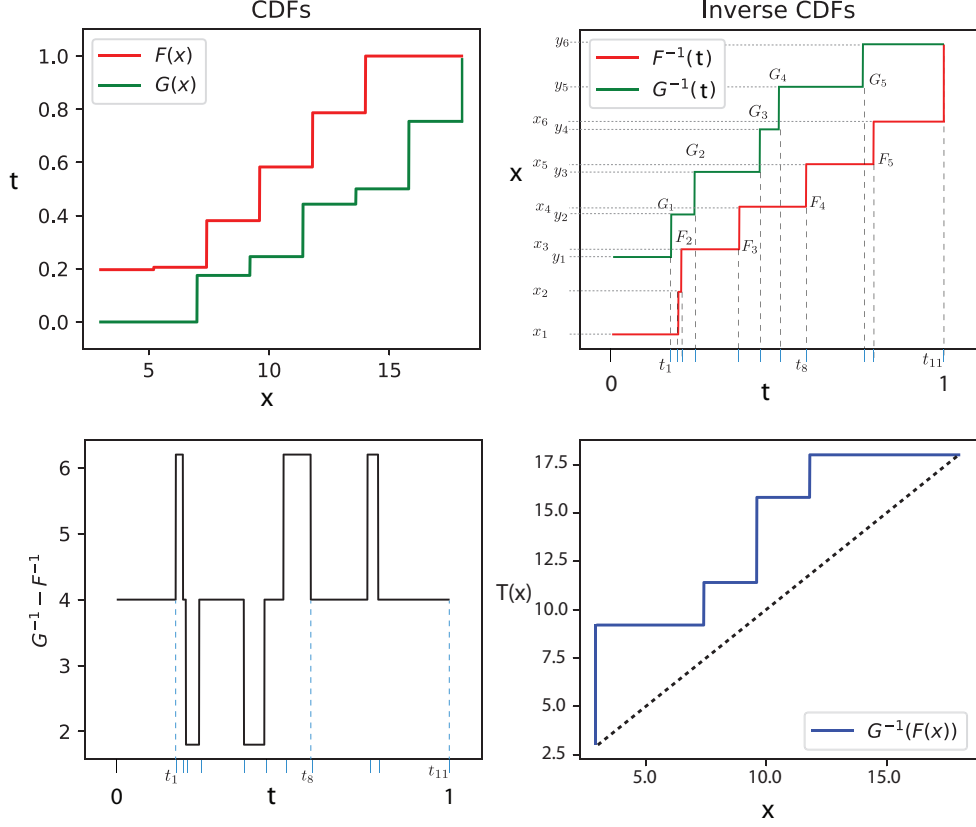 CDFs
F(x)
G(x)
1.0
0.8
0.6
0.4
0.2
0.0
t
5
10
15
x
Inverse CDFs
F⁻¹(t)
G⁻¹(t)
y₆
y₅
x₆
y₄
x₅
y₃
x₄
y₂
x₃
y₁
x₂
x₁
x
G₁
G₂
G₃
G₄
G₅
F₂
F₃
F₄
F₅
t₁
t₈
t₁₁
0
1
t
G⁻¹ − F⁻¹
6
5
4
3
2
t₁
t₈
t₁₁
0
t
1
T(x)
17.5
15.0
12.5
10.0
7.5
5.0
2.5
G⁻¹(F(x))
5.0
10.0
15.0
x